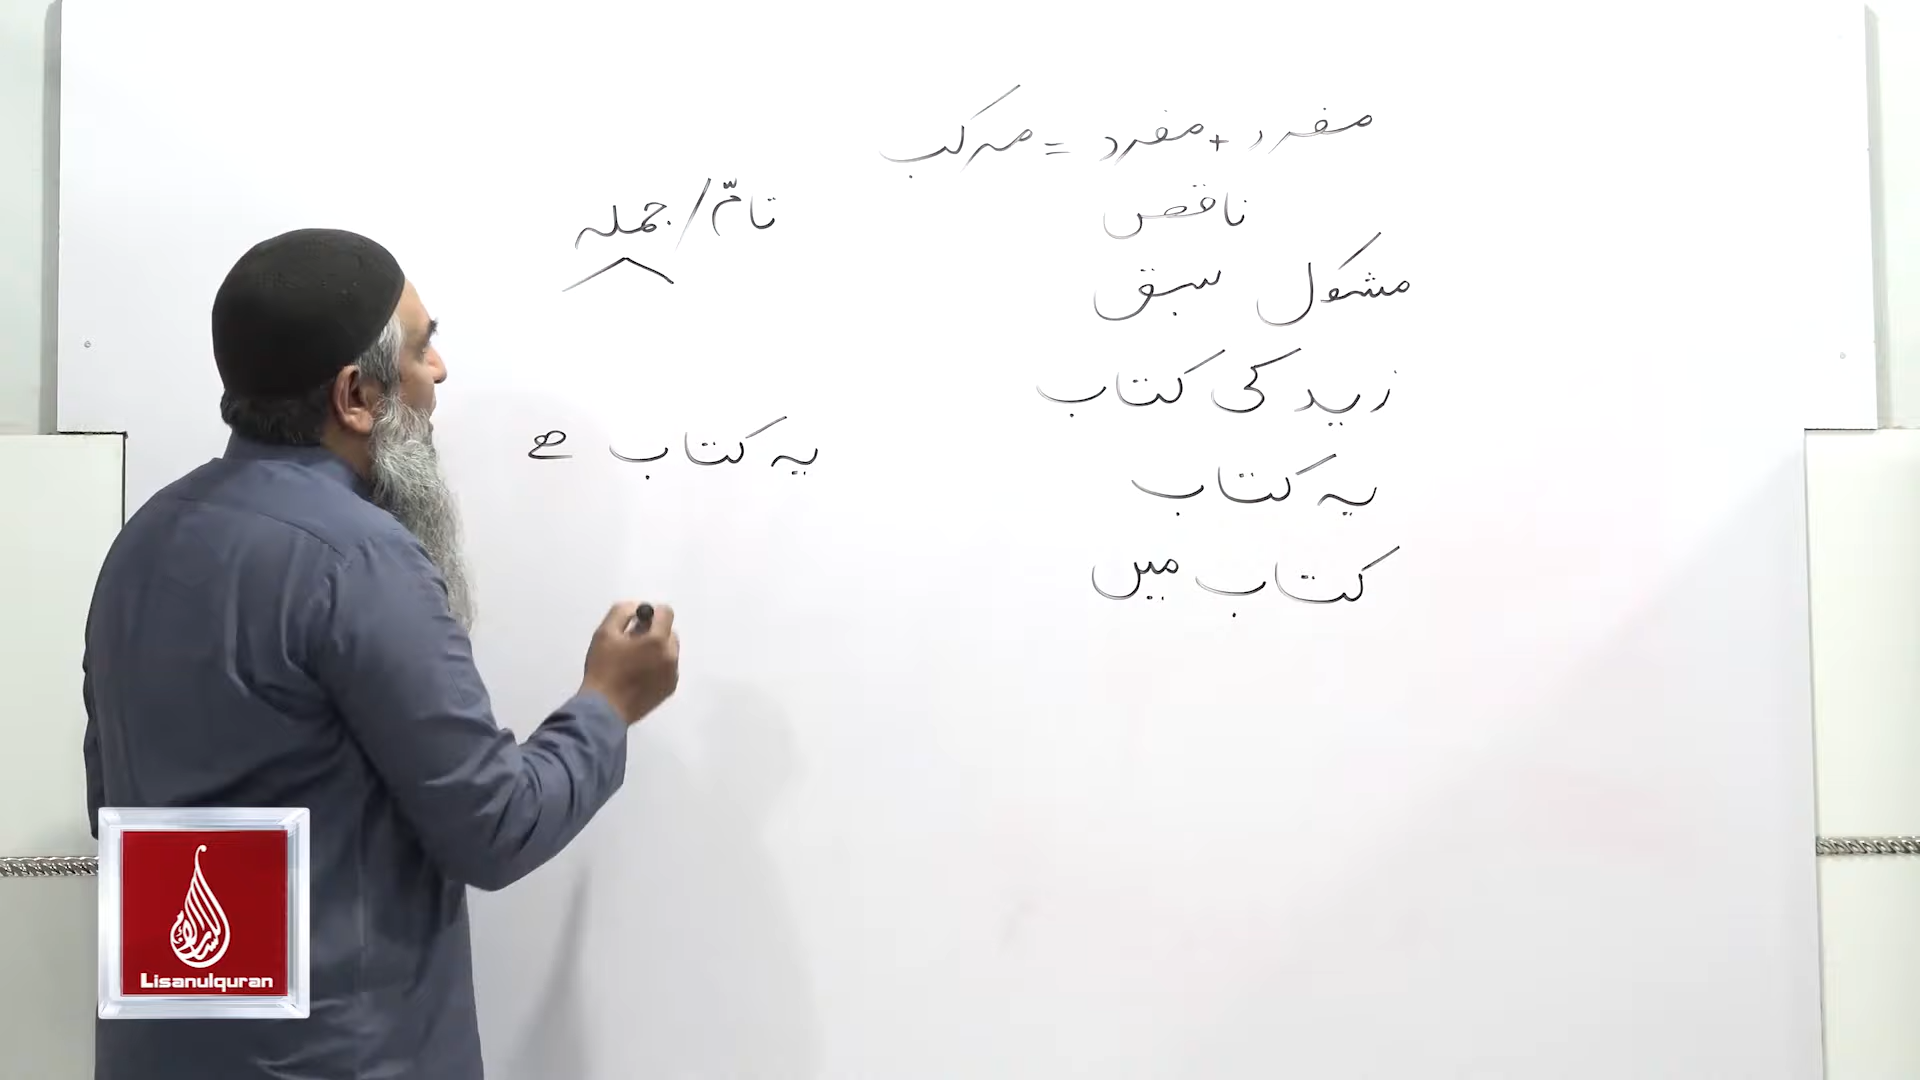 مفرد + مفرد = مرکب
ناقص
مشکل سبق
زید کی کتاب
یہ کتاب
کتاب میں
تامّ / جملہ
یہ کتاب ہے
Lisanulquran